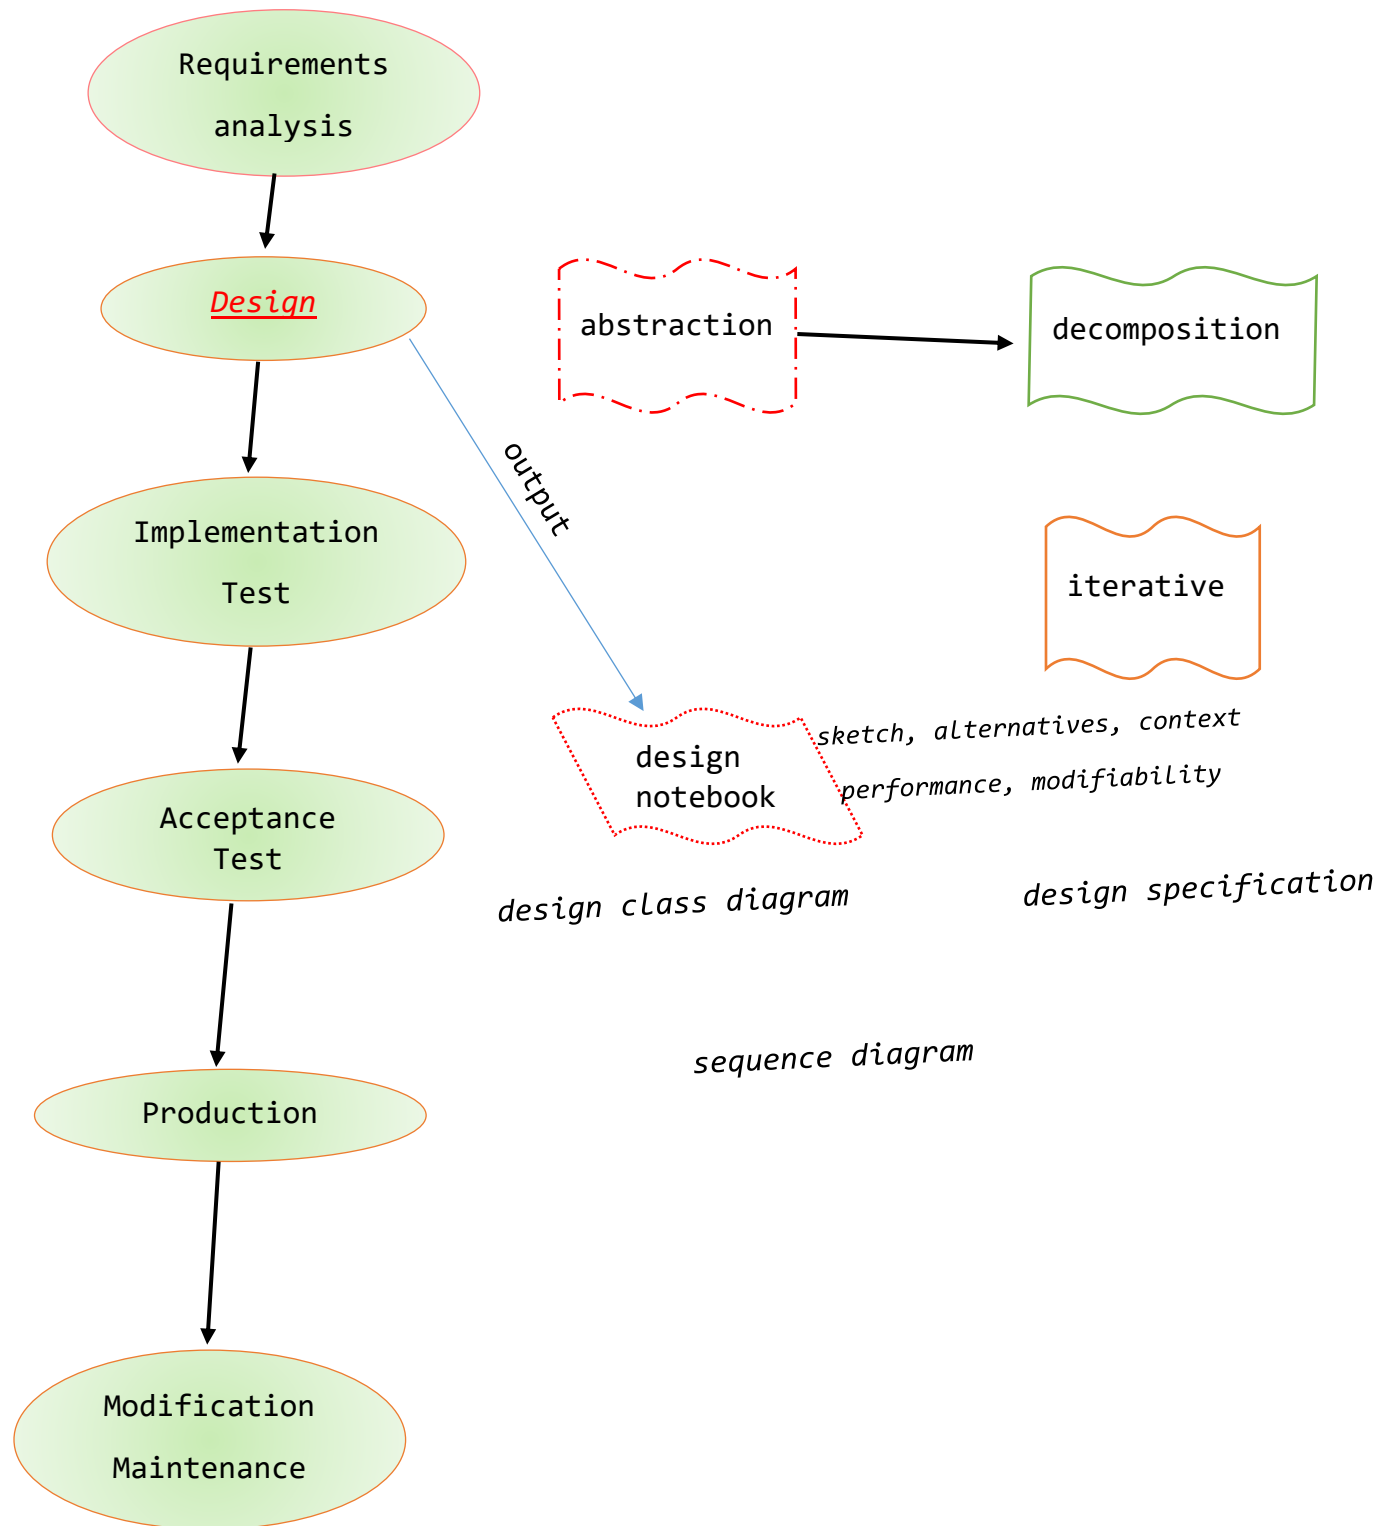 Requirements
analysis
Design
abstraction
decomposition
output
Implementation
Test
iterative
design
notebook
sketch, alternatives, context
performance, modifiability
Acceptance
Test
design class diagram
design specification
sequence diagram
Production
Modification
Maintenance